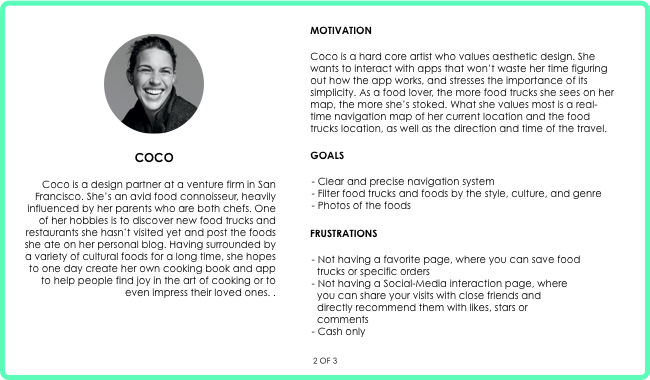 COCO
Coco is a design partner at a venture firm in San
Francisco. She's an avid food connoisseur, heavily
influenced by her parents who are both chefs. One
of her hobbies is to discover new food trucks and
restaurants she hasn't visited yet and post the foods
she ate on her personal blog. Having surrounded by
a variety of cultural foods for a long time, she hopes
to one day create her own cooking book and app
to help people find joy in the art of cooking or to
even impress their loved ones. .
MOTIVATION
Coco is a hard core artist who values aesthetic design. She
wants to interact with apps that won't waste her time figuring
out how the app works, and stresses the importance of its
simplicity. As a food lover, the more food trucks she sees on her
map, the more she's stoked. What she values most is a real-
time navigation map of her current location and the food
trucks location, as well as the direction and time of the travel.
GOALS
- Clear and precise navigation system
- Filter food trucks and foods by the style, culture, and genre
- Photos of the foods
FRUSTRATIONS
- Not having a favorite page, where you can save food
trucks or specific orders
- Not having a Social-Media interaction page, where
you can share your visits with close friends and
directly recommend them with likes, stars or
comments
- Cash only
2 OF 3